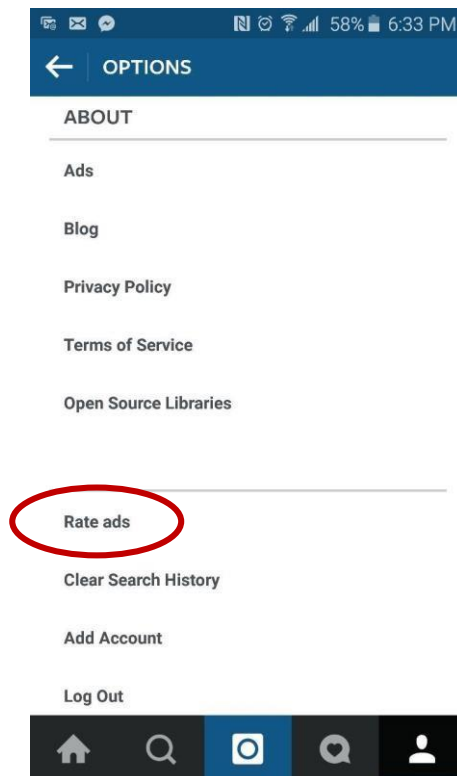 58% 6:33 PM
OPTIONS
ABOUT
Ads
Blog
Privacy Policy
Terms of Service
Open Source Libraries
Rate ads
Clear Search History
Add Account
Log Out